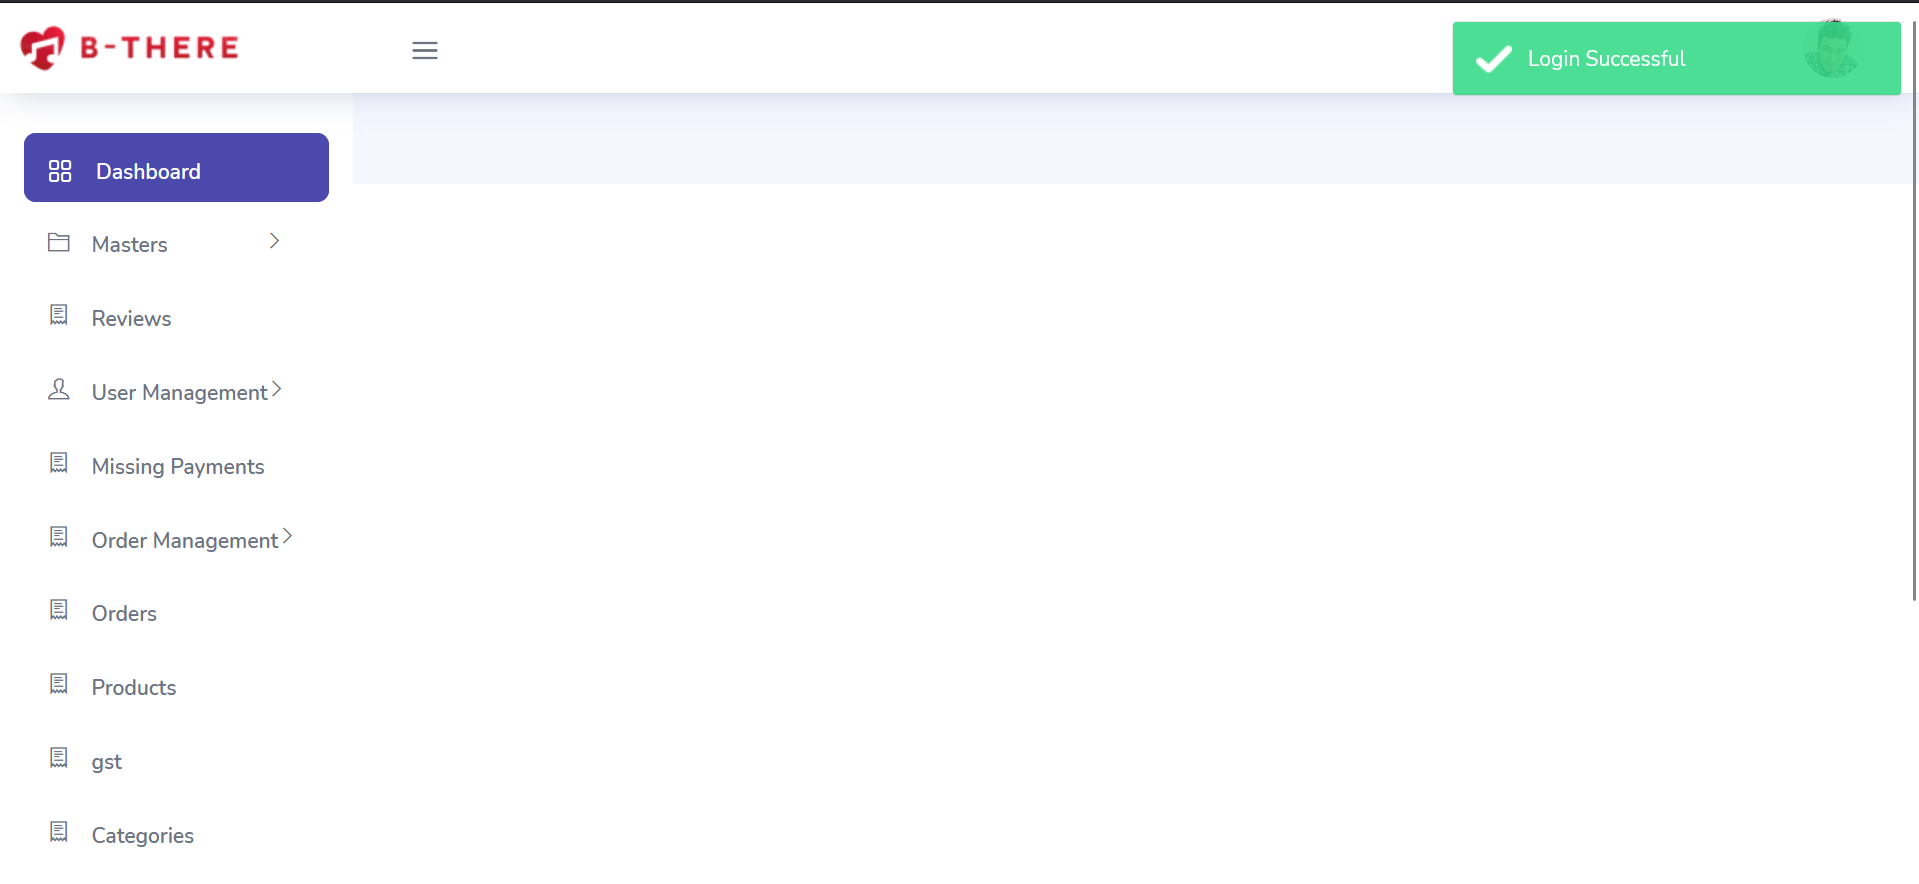 B-THERE
Login Successful
Dashboard
Masters
Reviews
User Management
Missing Payments
Order Management
Orders
Products
gst
Categories